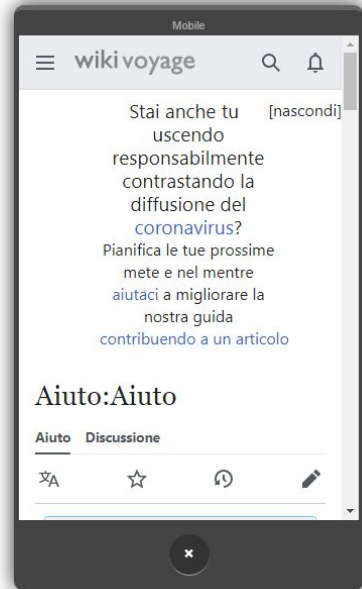 Mobile
wikivoyage
Stai anche tu [nascondi]
uscendo
responsabilmente
contrastando la
diffusione del
coronavirus?
Pianifica le tue prossime
mete e nel mentre
aiutaci a migliorare la
nostra guida
contribuendo a un articolo
Aiuto:Aiuto
Aiuto Discussione